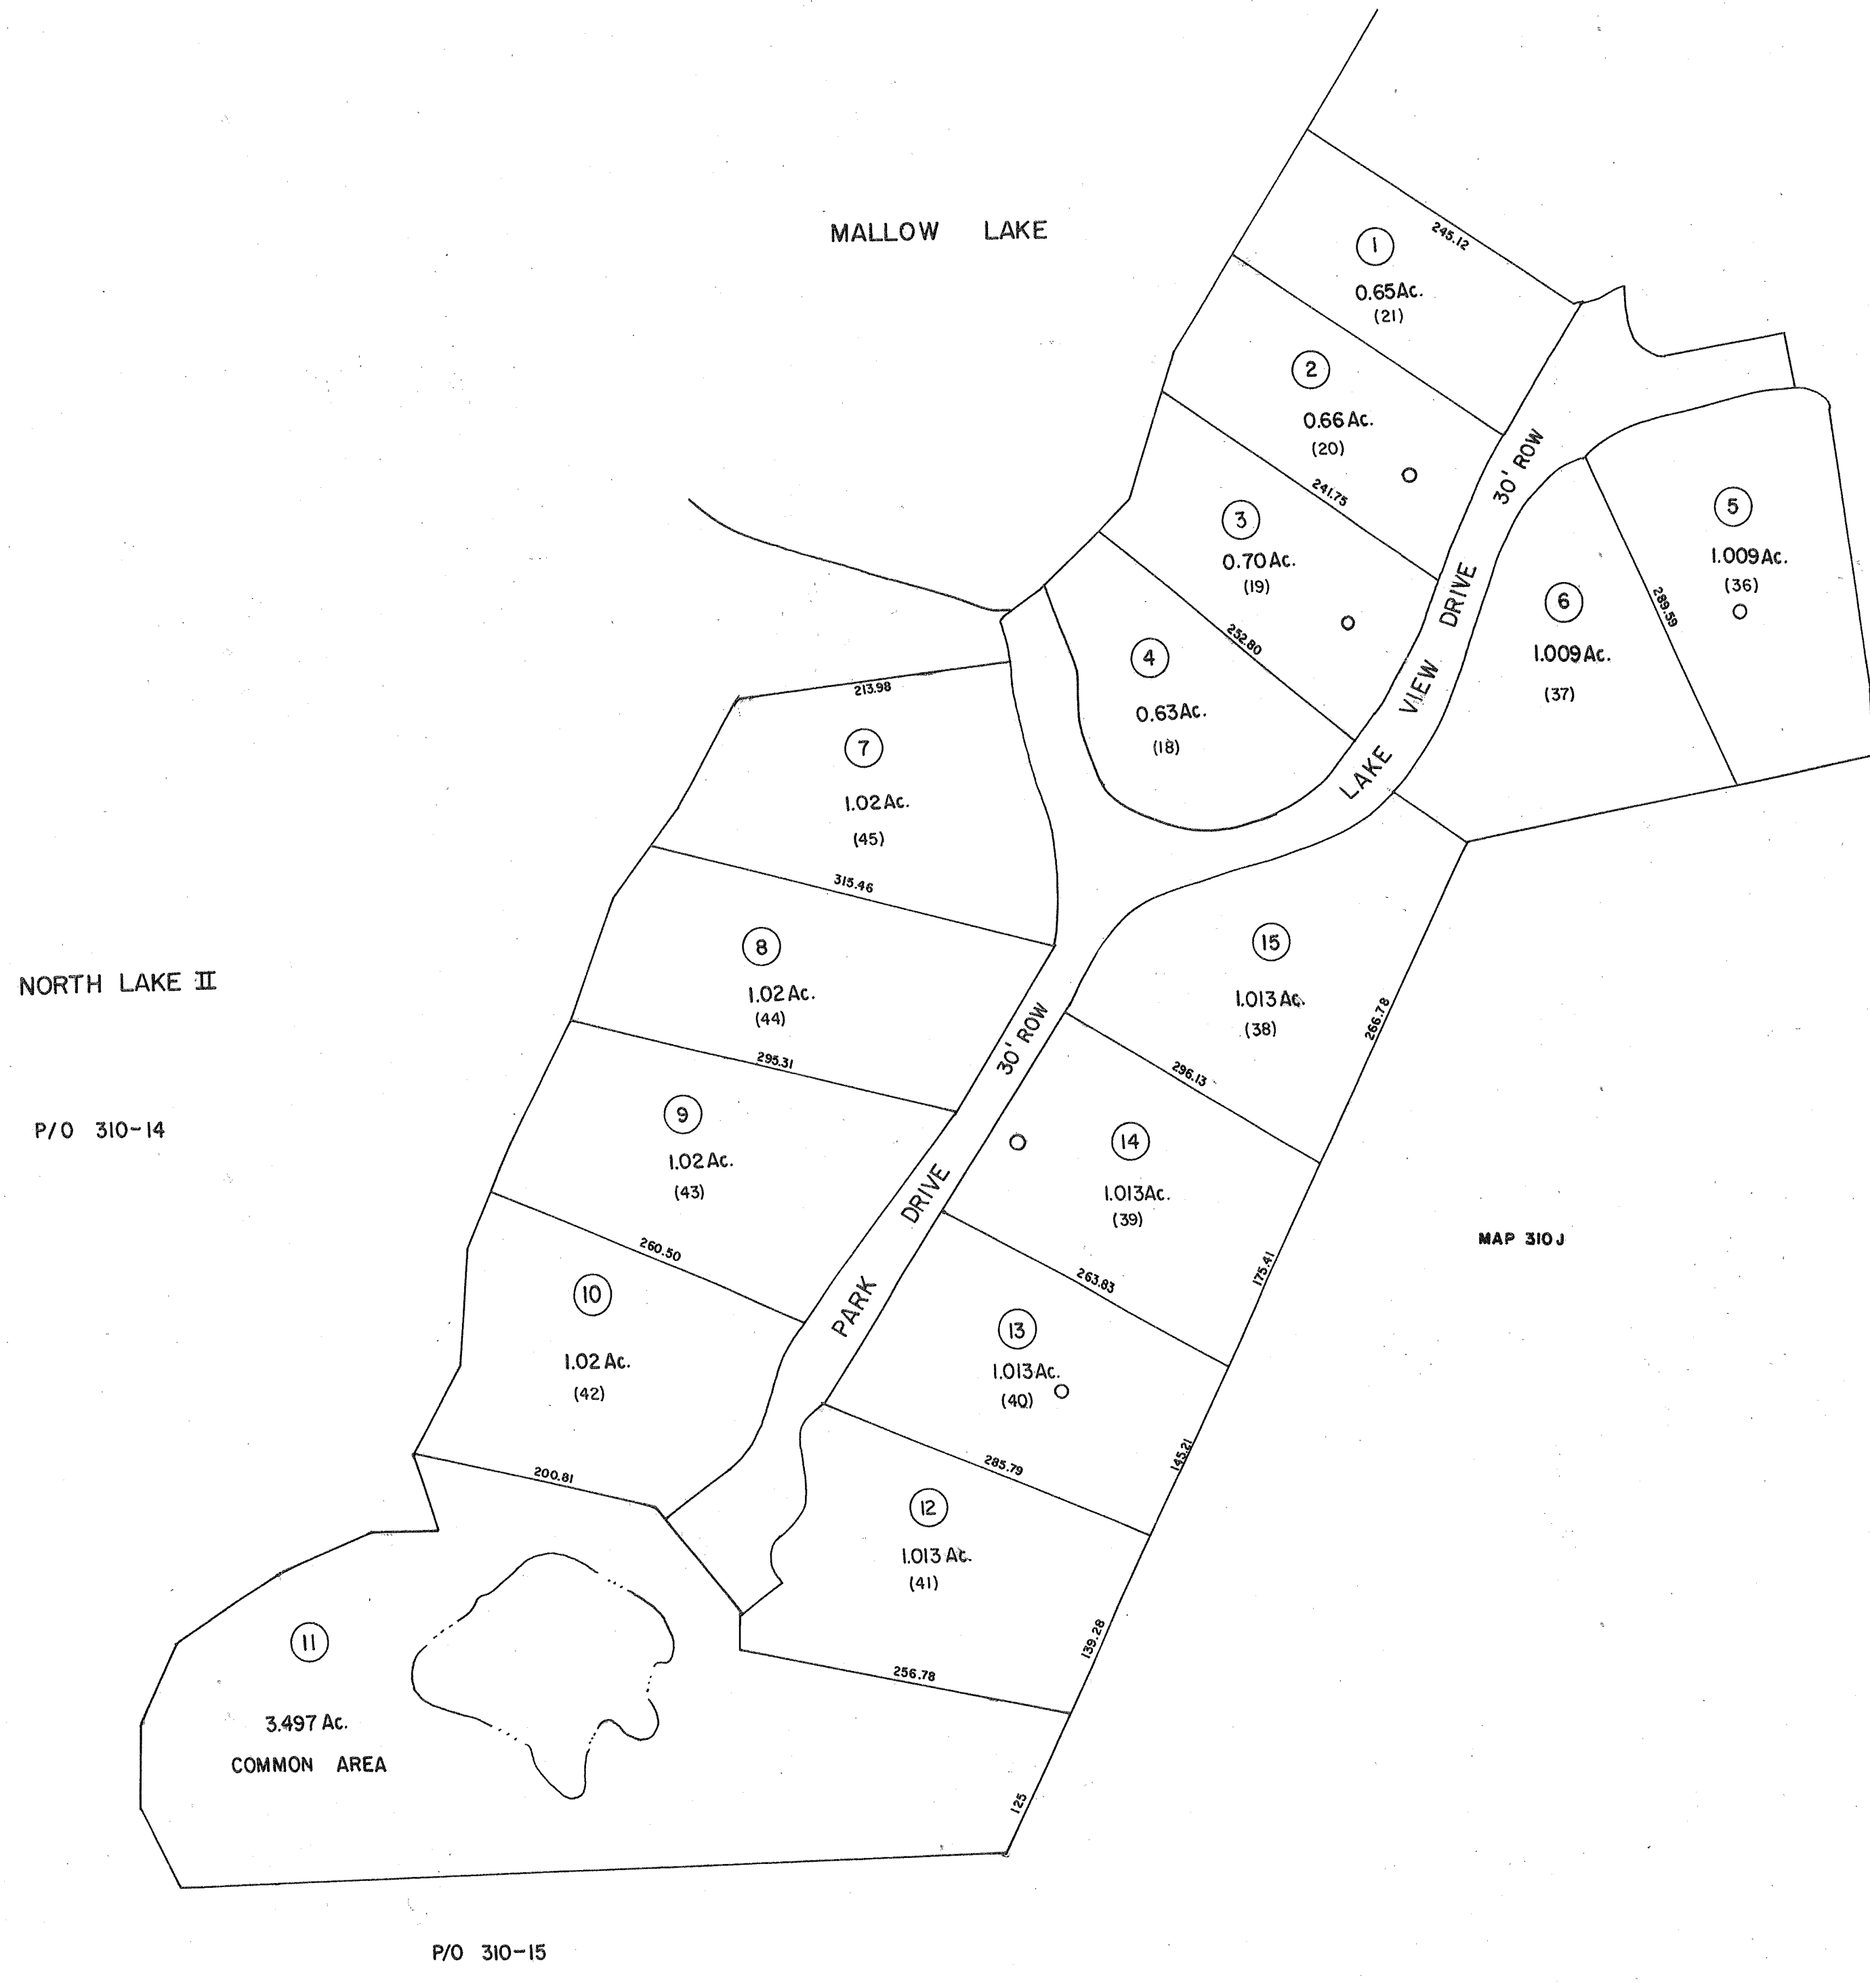 MALLOW LAKE
1
0.65 Ac.
(21)
245.12
2
0.66 Ac.
(20)
241.75
3
0.70 Ac.
(19)
252.80
4
0.63 Ac.
(18)
30' ROW
LAKE VIEW DRIVE
5
1.009 Ac.
(36)
289.59
6
1.009 Ac.
(37)
213.98
7
1.02 Ac.
(45)
315.46
8
1.02 Ac.
(44)
295.31
9
1.02 Ac.
(43)
260.50
10
1.02 Ac.
(42)
200.81
NORTH LAKE II
P/O 310-14
30' ROW
PARK DRIVE
15
1.013 Ac.
(38)
266.78
296.13
14
1.013 Ac.
(39)
175.41
263.83
13
1.013 Ac.
(40)
145.21
285.79
12
1.013 Ac.
(41)
139.28
256.78
MAP 310J
11
3.497 Ac.
COMMON AREA
125
P/O 310-15